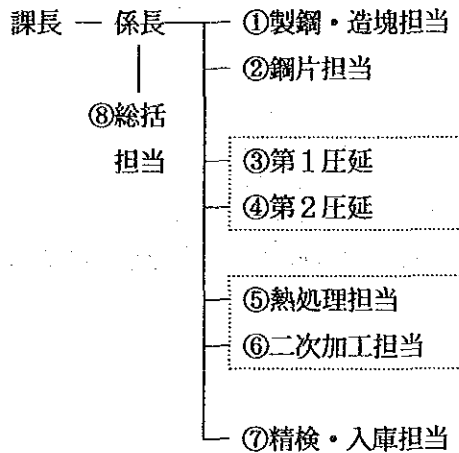 課長 ― 係長
①製鋼・造塊担当
②鋼片担当
⑧総括
担当
③第1圧延
④第2圧延
⑤熱処理担当
⑥二次加工担当
⑦精検・入庫担当